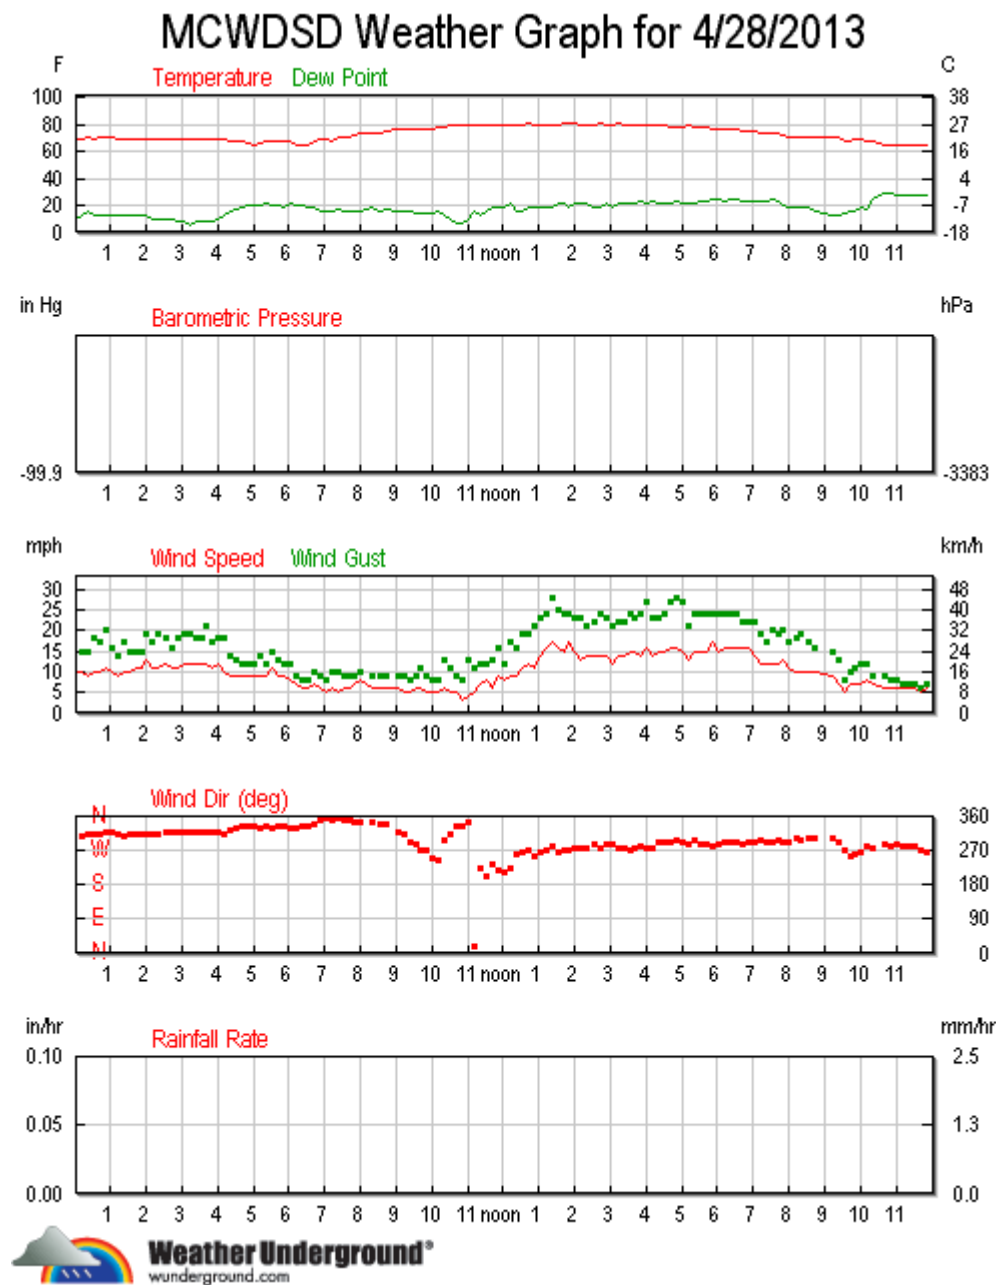 MCWDSD Weather Graph for 4/28/2013
F Temperature Dew Point C
100 38
80 27
60 16
40 4
20 -7
0 -18
1 2 3 4 5 6 7 8 9 10 11 noon 1 2 3 4 5 6 7 8 9 10 11
in Hg Barometric Pressure hPa
-99.9 -3383
1 2 3 4 5 6 7 8 9 10 11 noon 1 2 3 4 5 6 7 8 9 10 11
mph Wind Speed Wind Gust km/h
30 48
25 40
20 32
15 24
10 16
5 8
0 0
1 2 3 4 5 6 7 8 9 10 11 noon 1 2 3 4 5 6 7 8 9 10 11
Wind Dir (deg)
N 360
W 270
S 180
E 90
N 0
1 2 3 4 5 6 7 8 9 10 11 noon 1 2 3 4 5 6 7 8 9 10 11
in/hr Rainfall Rate mm/hr
0.10 2.5
0.05 1.3
0.00 0.0
1 2 3 4 5 6 7 8 9 10 11 noon 1 2 3 4 5 6 7 8 9 10 11
Weather Underground®
wunderground.com